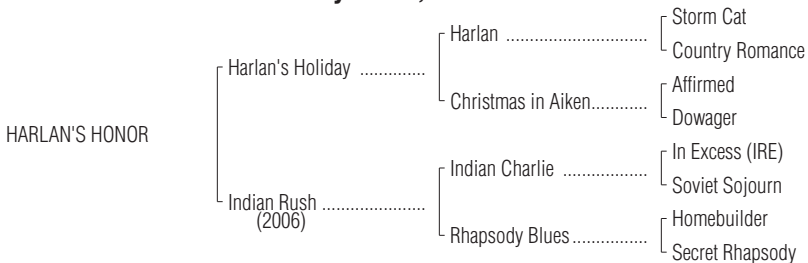 Storm Cat
Harlan ..............................
Country Romance
Harlan's Holiday ..............
Affirmed
Christmas in Aiken............
Dowager
HARLAN'S HONOR
In Excess (IRE)
Indian Charlie ..................
Soviet Sojourn
Indian Rush ......................
(2006)
Homebuilder
Rhapsody Blues................
Secret Rhapsody